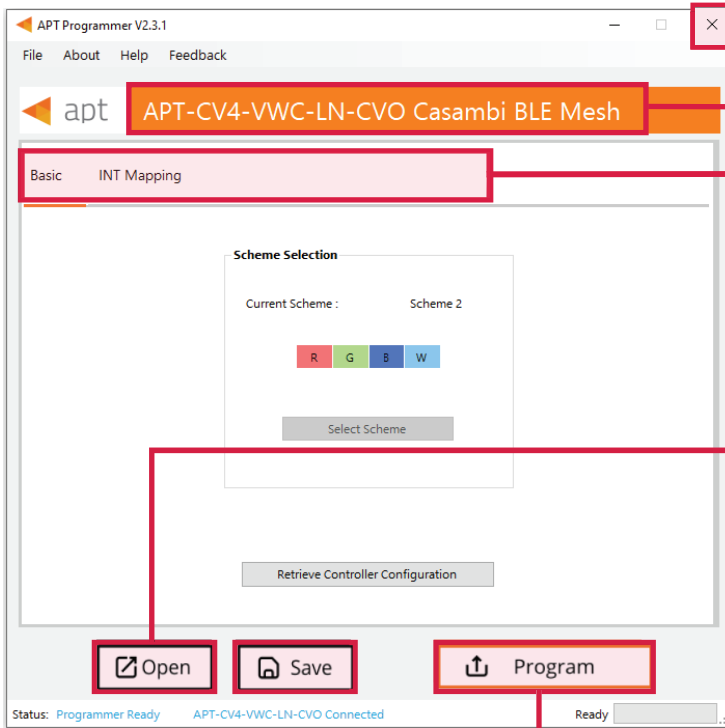 APT Programmer V2.3.1
File About Help Feedback
apt APT-CV4-VWC-LN-CVO Casambi BLE Mesh
Basic INT Mapping
Scheme Selection
Current Scheme : Scheme 2
R G B W
Select Scheme
Retrieve Controller Configuration
Open Save Program
Status: Programmer Ready APT-CV4-VWC-LN-CVO Connected Ready